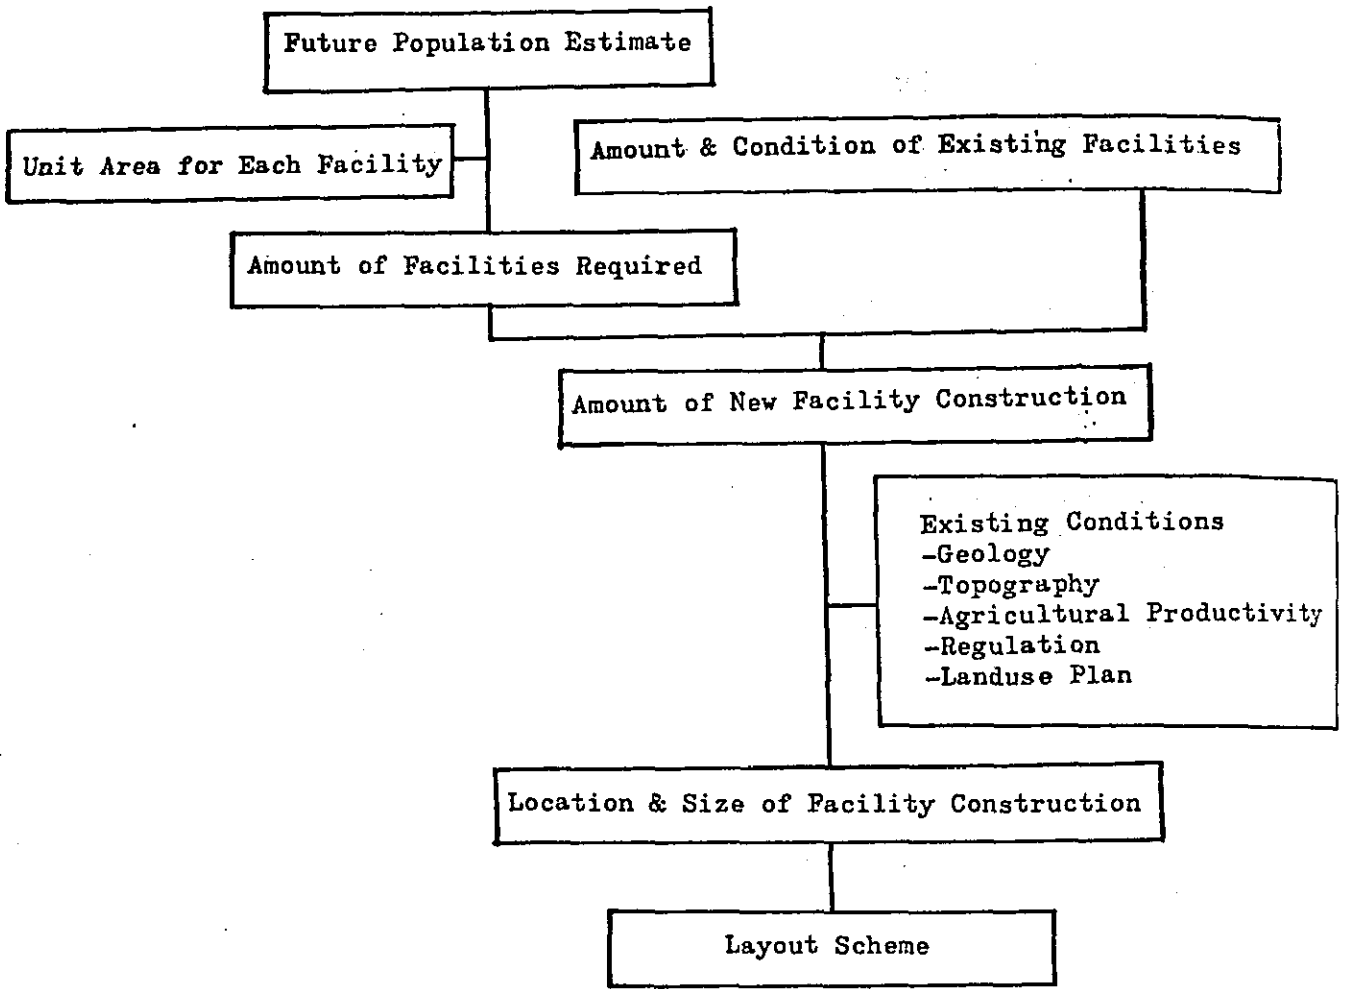 Future Population Estimate
Unit Area for Each Facility
Amount & Condition of Existing Facilities
Amount of Facilities Required
Amount of New Facility Construction
Existing Conditions
-Geology
-Topography
-Agricultural Productivity
-Regulation
-Landuse Plan
Location & Size of Facility Construction
Layout Scheme